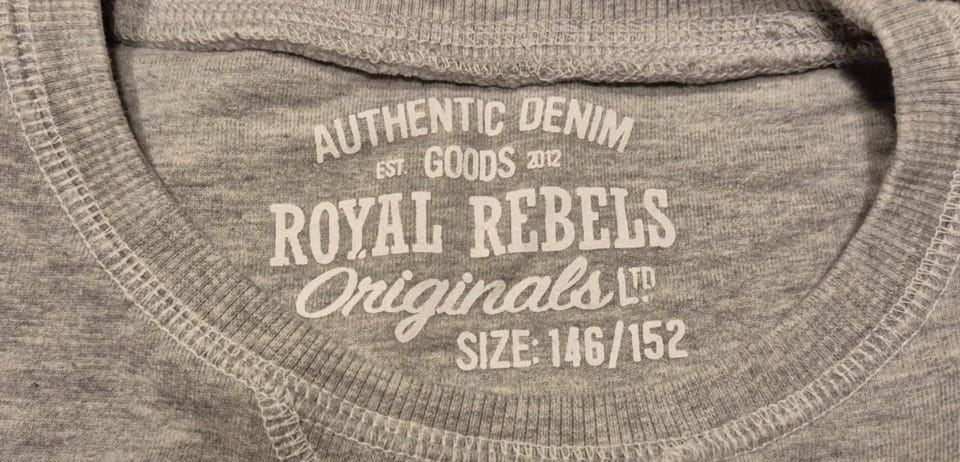 AUTHENTIC DENIM
EST. GOODS 2012
ROYAL REBELS
Originals LTD.
SIZE: 146/152